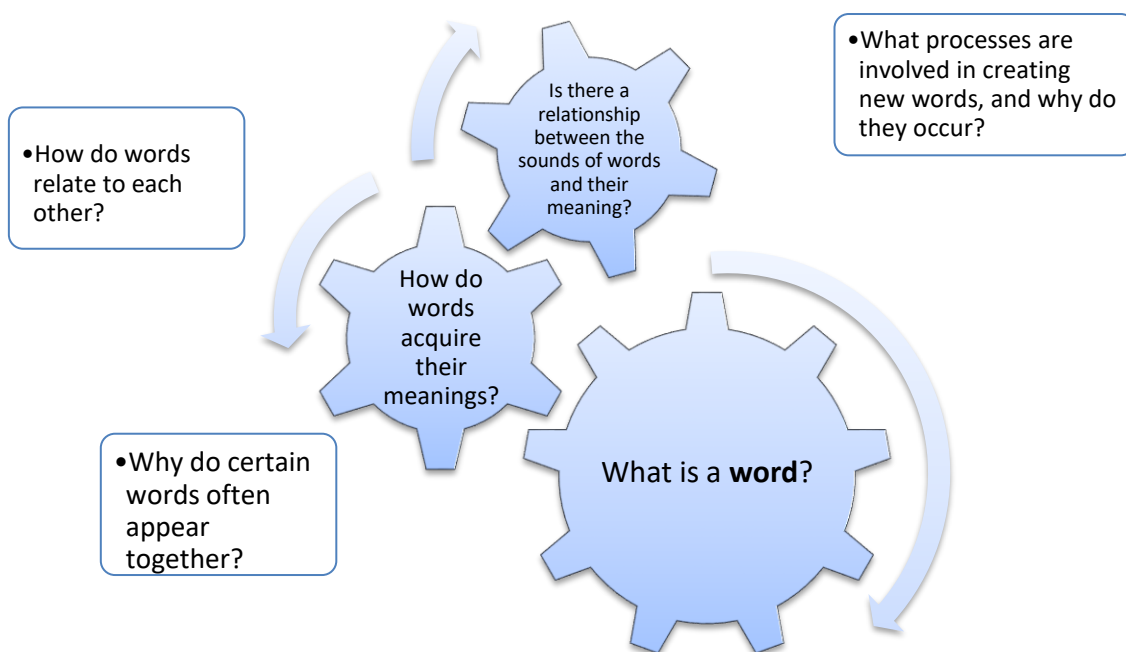 Is there a
relationship
between the
sounds of words
and their
meaning?
•What processes are
involved in creating
new words, and why do
they occur?
•How do words
relate to each
other?
How do
words
acquire
their
meanings?
•Why do certain
words often
appear
together?
What is a word?